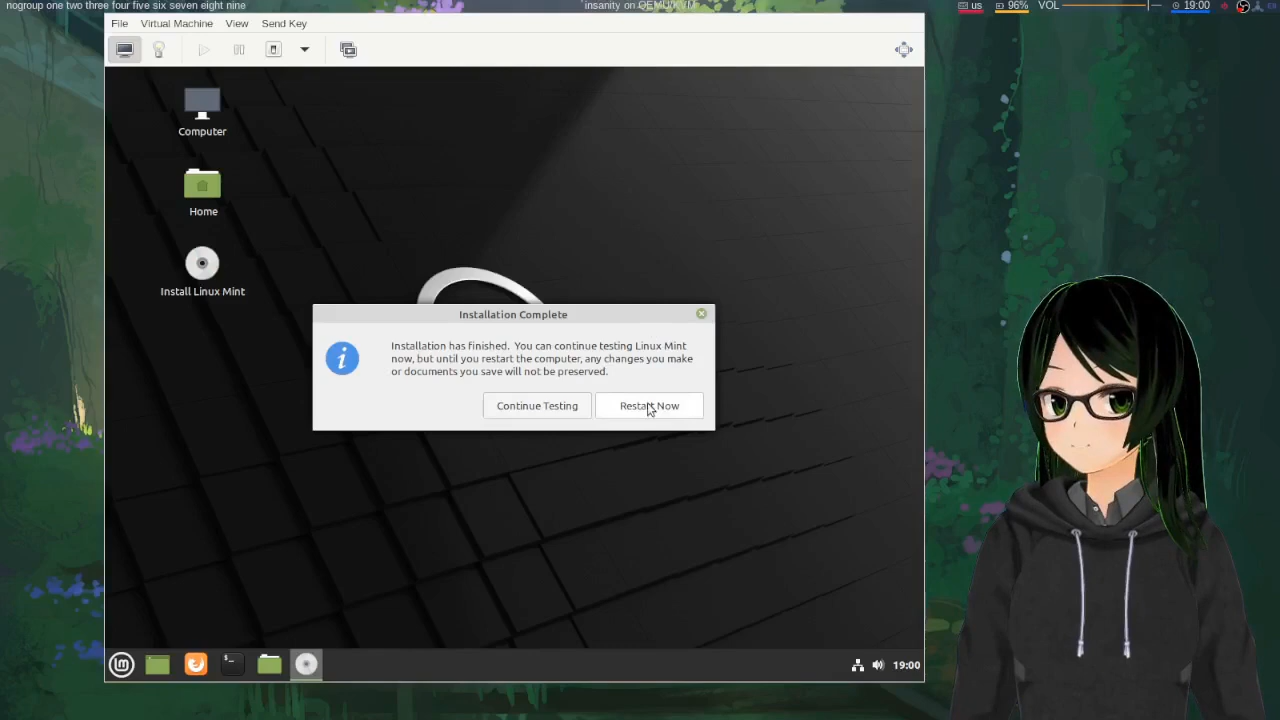 nogroup one two three four five six seven eight nine
"insanity on QEMU/KVM"
us
96%
VOL
19:00
File Virtual Machine View Send Key
Computer
Home
Install Linux Mint
Installation Complete
Installation has finished. You can continue testing Linux Mint
now, but until you restart the computer, any changes you make
or documents you save will not be preserved.
Continue Testing
Restart Now
19:00